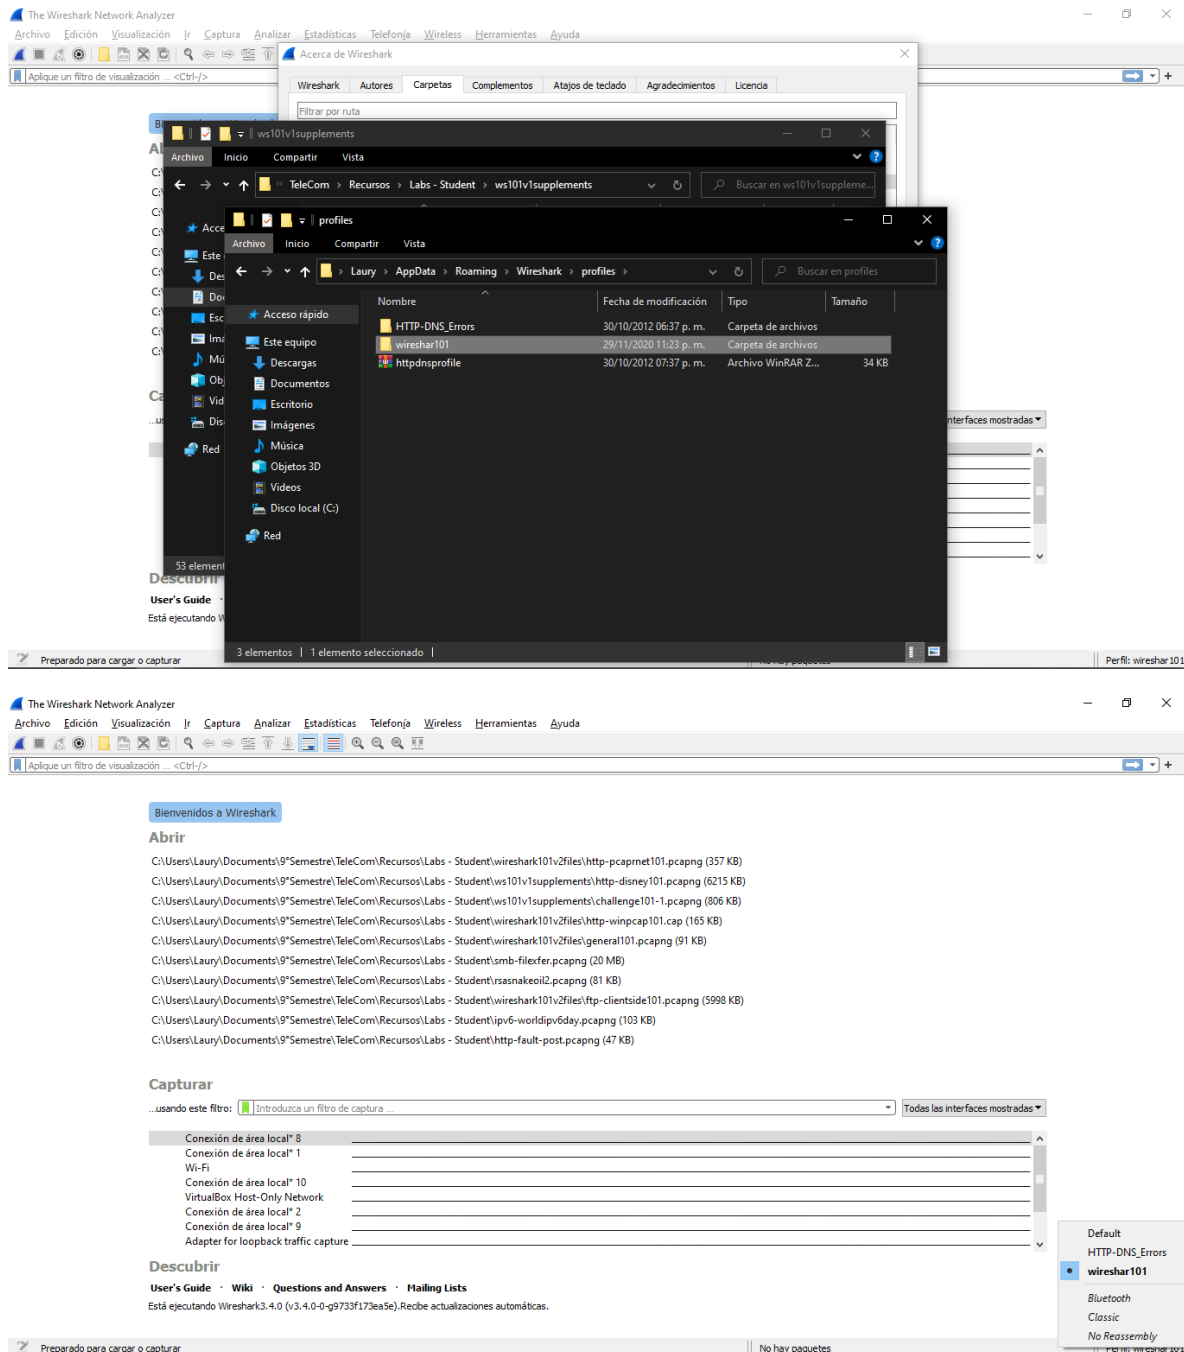 The Wireshark Network Analyzer
Archivo Edición Visualización Ir Captura Analizar Estadísticas Telefonía Wireless Herramientas Ayuda
Acerca de Wireshark
Aplique un filtro de visualización ... <Ctrl-/>
Wireshark Autores Carpetas Complementos Atajos de teclado Agradecimientos Licencia
Filtrar por ruta
ws101v1supplements
Archivo Inicio Compartir Vista
TeleCom > Recursos > Labs - Student > ws101v1supplements
Buscar en ws101v1suppleme...
profiles
Archivo Inicio Compartir Vista
Laury > AppData > Roaming > Wireshark > profiles >
Buscar en profiles
Nombre Fecha de modificación Tipo Tamaño
Acceso rápido
HTTP-DNS_Errors 30/10/2012 06:37 p. m. Carpeta de archivos
Este equipo
wireshar101 29/11/2020 11:23 p. m. Carpeta de archivos
Descargas
httpdnsprofile 30/10/2012 07:37 p. m. Archivo WinRAR Z... 34 KB
Documentos
Escritorio
Imágenes
Música
Objetos 3D
Videos
Disco local (C:)
Red
Red
nterfaces mostradas
53 element
Descubrir
User's Guide ·
Está ejecutando W
3 elementos 1 elemento seleccionado
Preparado para cargar o capturar
No hay paquetes
Perfil: wireshar101
The Wireshark Network Analyzer
Archivo Edición Visualización Ir Captura Analizar Estadísticas Telefonía Wireless Herramientas Ayuda
Aplique un filtro de visualización ... <Ctrl-/>
Bienvenidos a Wireshark
Abrir
C:\Users\Laury\Documents\9°Semestre\TeleCom\Recursos\Labs - Student\wireshark101v2files\http-pcaprnet101.pcapng (357 KB)
C:\Users\Laury\Documents\9°Semestre\TeleCom\Recursos\Labs - Student\ws101v1supplements\http-disney101.pcapng (6215 KB)
C:\Users\Laury\Documents\9°Semestre\TeleCom\Recursos\Labs - Student\ws101v1supplements\challenge101-1.pcapng (806 KB)
C:\Users\Laury\Documents\9°Semestre\TeleCom\Recursos\Labs - Student\wireshark101v2files\http-winpcap101.cap (165 KB)
C:\Users\Laury\Documents\9°Semestre\TeleCom\Recursos\Labs - Student\wireshark101v2files\general101.pcapng (91 KB)
C:\Users\Laury\Documents\9°Semestre\TeleCom\Recursos\Labs - Student\smb-filexfer.pcapng (20 MB)
C:\Users\Laury\Documents\9°Semestre\TeleCom\Recursos\Labs - Student\rsasnakeoil2.pcapng (81 KB)
C:\Users\Laury\Documents\9°Semestre\TeleCom\Recursos\Labs - Student\wireshark101v2files\ftp-clientside101.pcapng (5998 KB)
C:\Users\Laury\Documents\9°Semestre\TeleCom\Recursos\Labs - Student\ipv6-worldipv6day.pcapng (103 KB)
C:\Users\Laury\Documents\9°Semestre\TeleCom\Recursos\Labs - Student\http-fault-post.pcapng (47 KB)
Capturar
...usando este filtro: Introduzca un filtro de captura ... Todas las interfaces mostradas
Conexión de área local* 8
Conexión de área local* 1
Wi-Fi
Conexión de área local* 10
VirtualBox Host-Only Network
Conexión de área local* 2
Conexión de área local* 9
Adapter for loopback traffic capture
Default
HTTP-DNS_Errors
wireshar101
Bluetooth
Classic
No Reassembly
Descubrir
User's Guide · Wiki · Questions and Answers · Mailing Lists
Está ejecutando Wireshark3.4.0 (v3.4.0-0-g9733f173ea5e).Recibe actualizaciones automáticas.
Preparado para cargar o capturar
No hay paquetes
Perfil: wireshar101